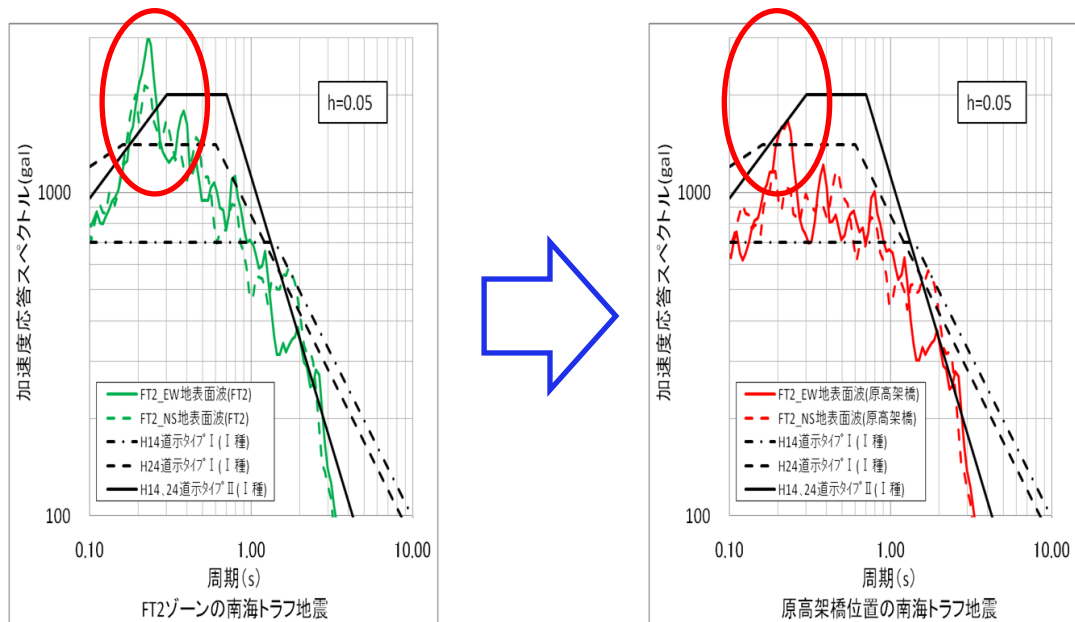 加速度応答スペクトル(gal)
h=0.05
1000
100
FT2_EW地表面波(FT2)
FT2_NS地表面波(FT2)
H14道示ﾀｲﾌﾟⅠ(Ⅰ種)
H24道示ﾀｲﾌﾟⅠ(Ⅰ種)
H14、24道示ﾀｲﾌﾟⅡ(Ⅰ種)
0.10 1.00 10.00
周期(s)
FT2ゾーンの南海トラフ地震
加速度応答スペクトル(gal)
h=0.05
1000
100
FT2_EW地表面波(原高架橋)
FT2_NS地表面波(原高架橋)
H14道示ﾀｲﾌﾟⅠ(Ⅰ種)
H24道示ﾀｲﾌﾟⅠ(Ⅰ種)
H14、24道示ﾀｲﾌﾟⅡ(Ⅰ種)
0.10 1.00 10.00
周期(s)
原高架橋位置の南海トラフ地震